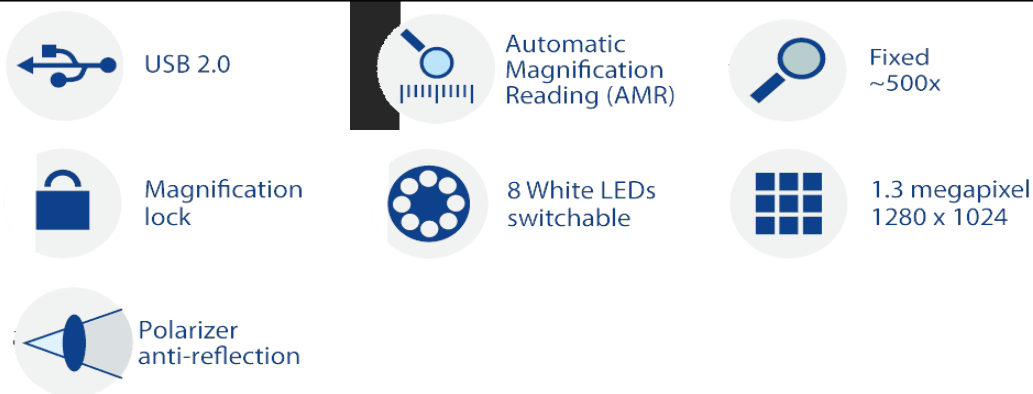 USB 2.0
Automatic
Magnification
Reading (AMR)
Fixed
~500x
Magnification
lock
8 White LEDs
switchable
1.3 megapixel
1280 x 1024
Polarizer
anti-reflection